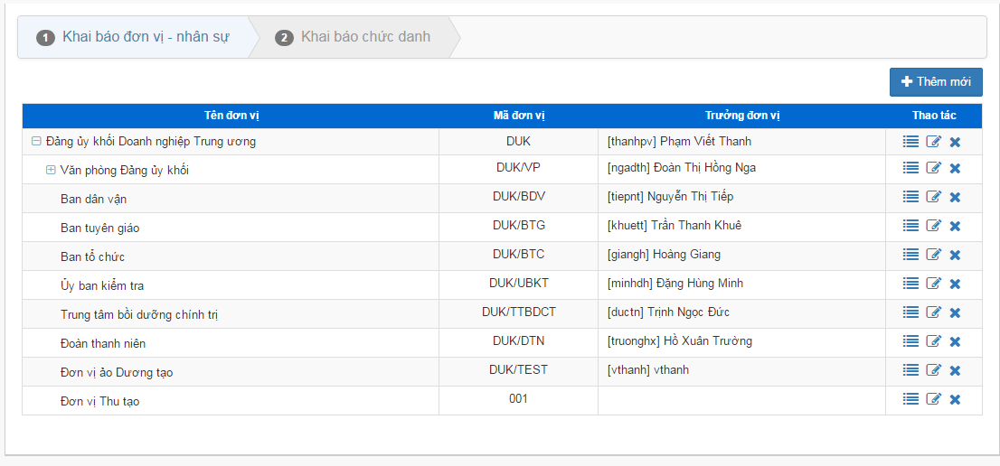 1 Khai báo đơn vị - nhân sự 2 Khai báo chức danh
Thêm mới
Tên đơn vị Mã đơn vị Trưởng đơn vị Thao tác
Đảng ủy khối Doanh nghiệp Trung ương DUK [thanhpv] Phạm Viết Thanh
Văn phòng Đảng ủy khối DUK/VP [ngadth] Đoàn Thị Hồng Nga
Ban dân vận DUK/BDV [tiepnt] Nguyễn Thị Tiếp
Ban tuyên giáo DUK/BTG [khuett] Trần Thanh Khuê
Ban tổ chức DUK/BTC [giangh] Hoàng Giang
Ủy ban kiểm tra DUK/UBKT [minhdh] Đặng Hùng Minh
Trung tâm bồi dưỡng chính trị DUK/TTBDCT [ductn] Trịnh Ngọc Đức
Đoàn thanh niên DUK/DTN [truonghx] Hồ Xuân Trường
Đơn vị ảo Dương tạo DUK/TEST [vthanh] vthanh
Đơn vị Thu tạo 001